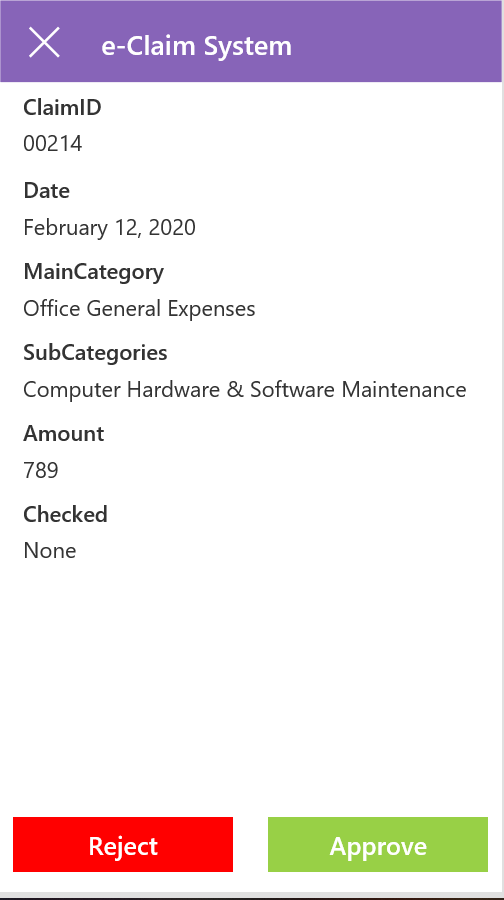 e-Claim System
ClaimID
00214
Date
February 12, 2020
MainCategory
Office General Expenses
SubCategories
Computer Hardware & Software Maintenance
Amount
789
Checked
None
Reject
Approve